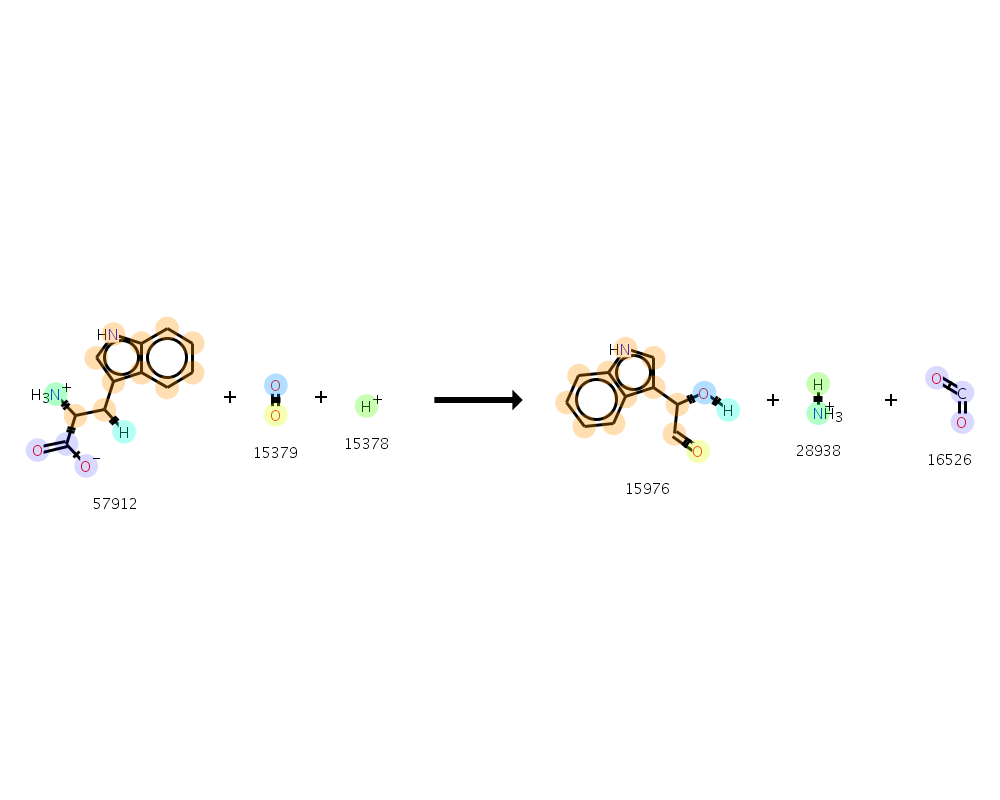 HN
H3N+
H
O
O−
57912
+
O
O
15379
+
H+
15378
HN
O
H
O
15976
+
H
NH3+
28938
+
O
C
O
16526